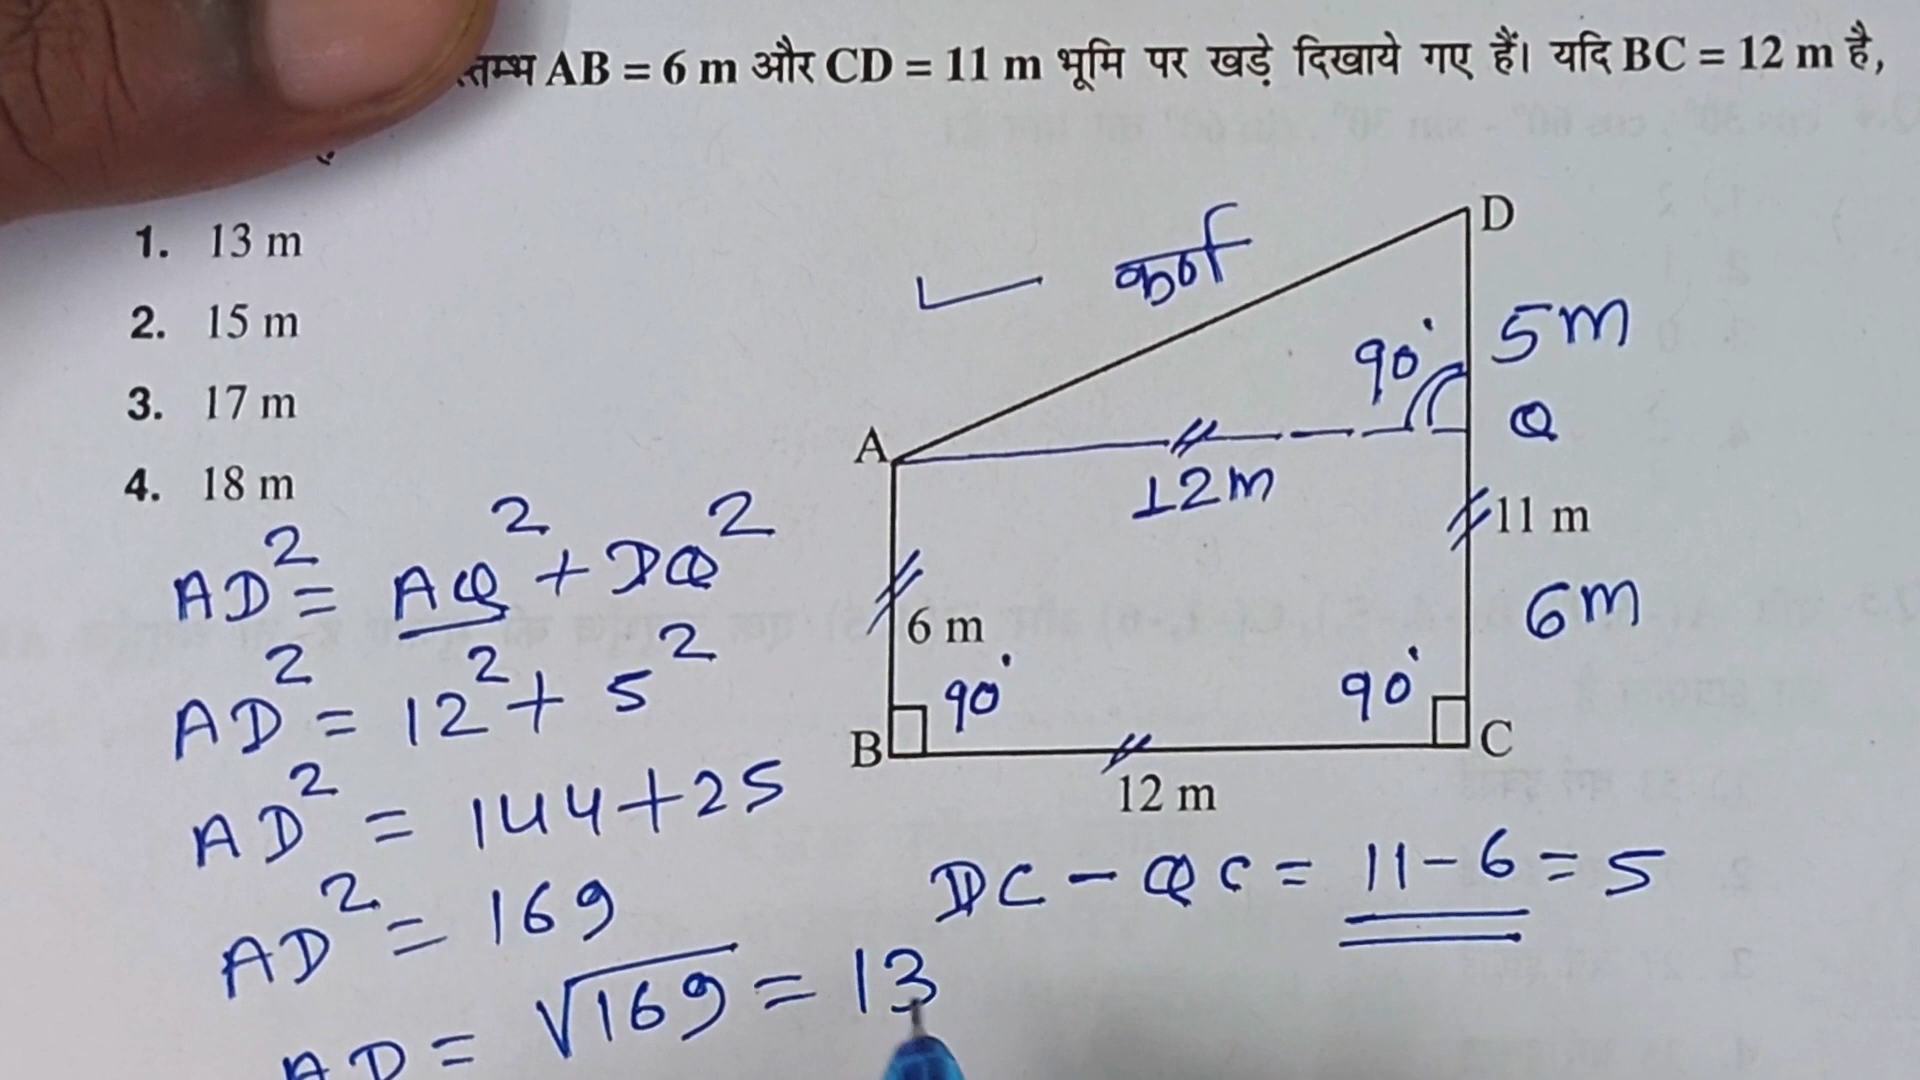 स्तम्भ AB = 6 m और CD = 11 m भूमि पर खड़े दिखाये गए हैं। यदि BC = 12 m है,
1. 13 m
2. 15 m
3. 17 m
4. 18 m
D
कर्ण
5m
90°
Q
A
12m
11 m
6 m
6m
90°
90°
B
C
12 m
AD² = AQ² + DQ²
AD² = 12² + 5²
AD² = 144+25
AD² = 169
AD = √169 = 13
DC - QC = 11-6 = 5